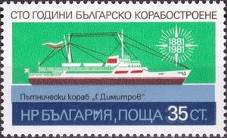 СТО ГОДИНИ БЪЛГАРСКО КОРАБОСТРОЕНЕ
1881
1981
Пътнически кораб „Г. Димитров"
НР БЪЛГАРИЯ, ПОЩА 35 СТ.